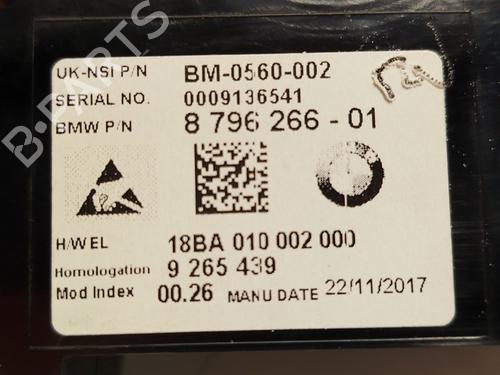 UK-NSI P/N BM-0560-002
SERIAL NO. 0009136541
BMW P/N 8 796 266 - 01
H/W EL 18BA 010 002 000
Homologation 9 265 439
Mod Index 00.26 MANU DATE 22/11/2017
B-PARTS